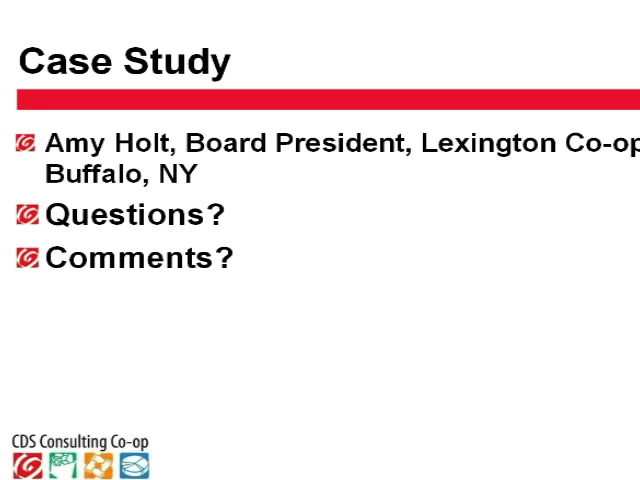 Case Study
Amy Holt, Board President, Lexington Co-op
Buffalo, NY
Questions?
Comments?
CDS Consulting Co-op